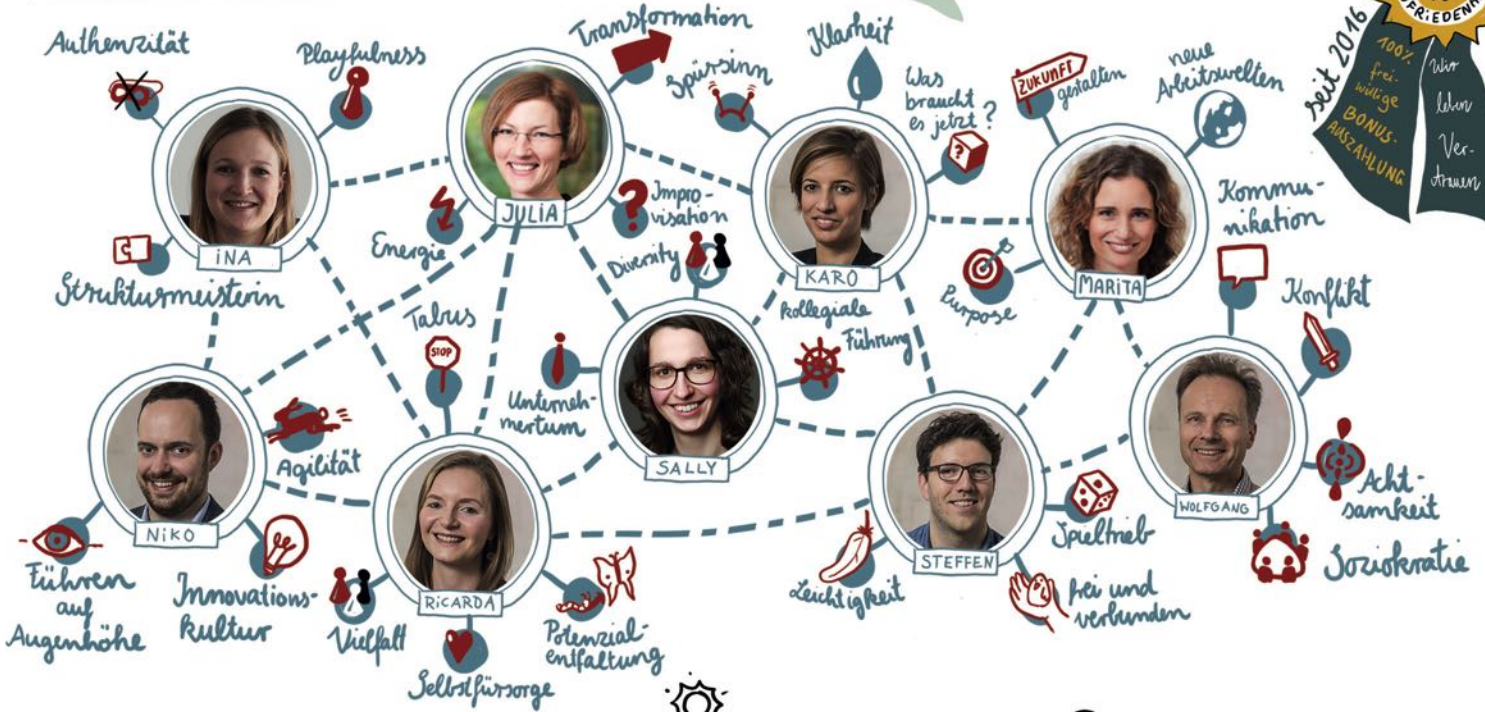 Authenzität
Playfulness
INA
Strukturmeisterin
Transformation
JULIA
Energie
Impro-
visation
Spürsinn
Klarheit
Was
braucht
es jetzt?
KARO
ZUKUNFT
gestalten
neue
Arbeitswelten
Purpose
MARITA
seit 2016
100%
frei-
willige
BONUS-
AUSZAHLUNG
Wir
leben
Ver-
trauen
Diversity
Unterneh-
mertum
kollegiale
Führung
SALLY
Kommu-
nikation
Konflikt
WOLFGANG
Acht-
samkeit
Soziokratie
NIKO
Agilität
Führen
auf
Augenhöhe
Innovations-
kultur
Tabus
STOP
RICARDA
Vielfalt
Selbstfürsorge
Potenzial-
entfaltung
STEFFEN
Leichtigkeit
Spieltrieb
frei und
verbunden